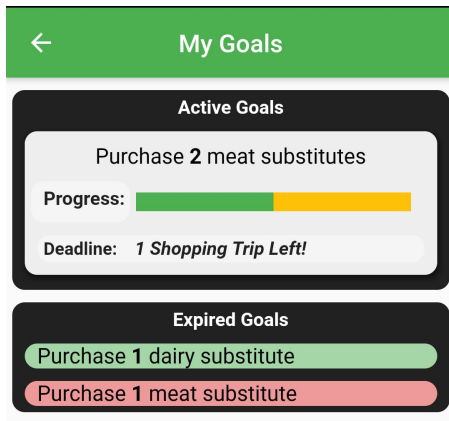 My Goals
Active Goals
Purchase 2 meat substitutes
Progress:
Deadline: 1 Shopping Trip Left!
Expired Goals
Purchase 1 dairy substitute
Purchase 1 meat substitute